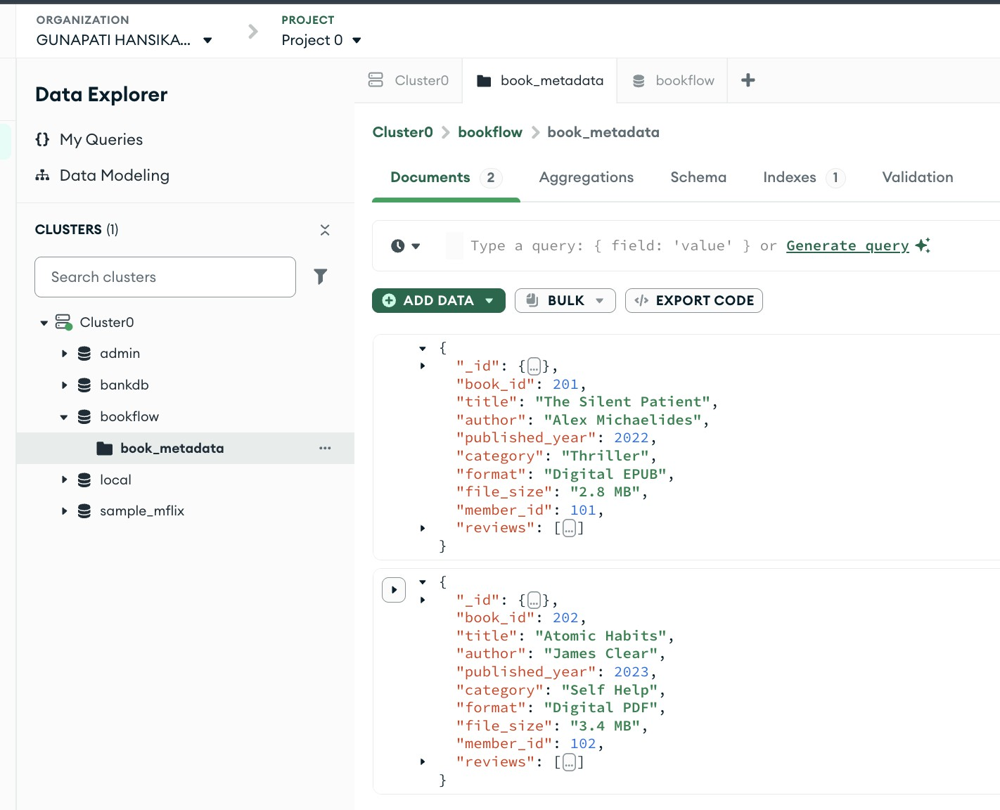 ORGANIZATION
GUNAPATI HANSIKA...
PROJECT
Project 0
Data Explorer
{} My Queries
Data Modeling
CLUSTERS (1)
Search clusters
Cluster0
admin
bankdb
bookflow
book_metadata
local
sample_mflix
Cluster0
book_metadata
bookflow
Cluster0 > bookflow > book_metadata
Documents 2
Aggregations
Schema
Indexes 1
Validation
Type a query: { field: 'value' } or Generate query
ADD DATA
BULK
</> EXPORT CODE
{
"_id": {…},
"book_id": 201,
"title": "The Silent Patient",
"author": "Alex Michaelides",
"published_year": 2022,
"category": "Thriller",
"format": "Digital EPUB",
"file_size": "2.8 MB",
"member_id": 101,
"reviews": […]
}
{
"_id": {…},
"book_id": 202,
"title": "Atomic Habits",
"author": "James Clear",
"published_year": 2023,
"category": "Self Help",
"format": "Digital PDF",
"file_size": "3.4 MB",
"member_id": 102,
"reviews": […]
}